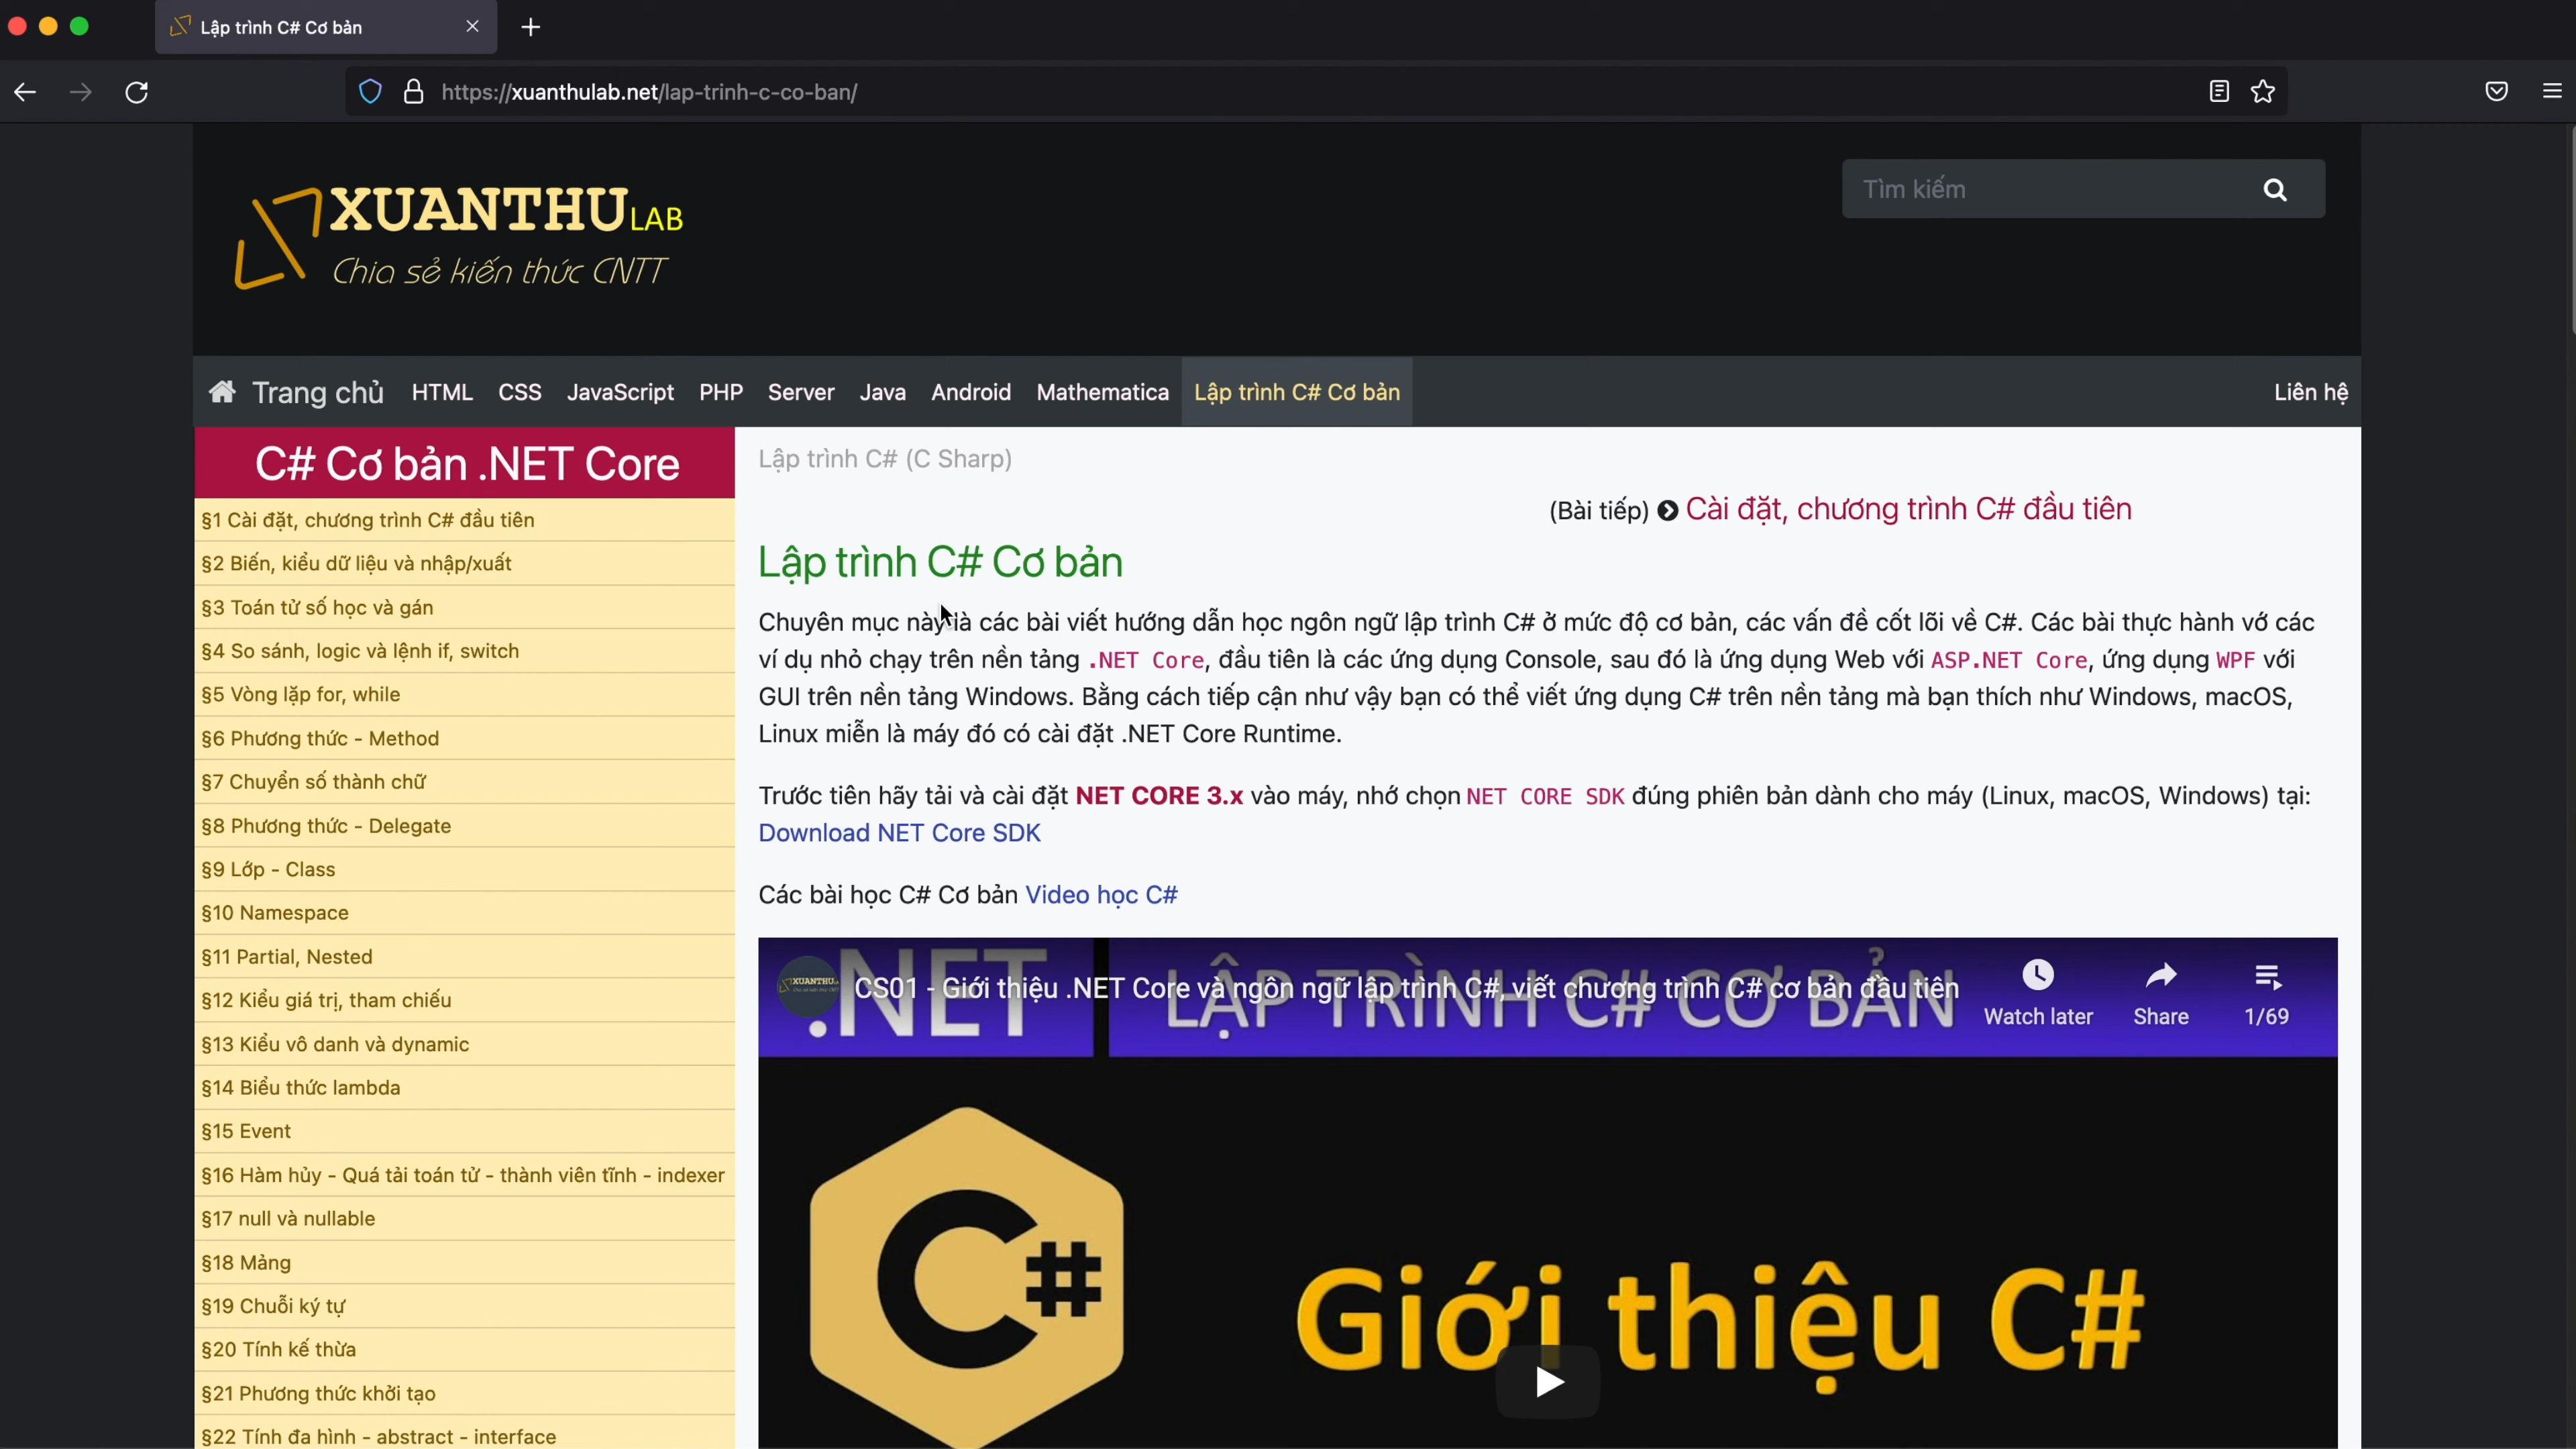 Lập trình C# Cơ bản
https://xuanthulab.net/lap-trinh-c-co-ban/
XUANTHULAB
Chia sẻ kiến thức CNTT
Tìm kiếm
Trang chủ HTML CSS JavaScript PHP Server Java Android Mathematica Lập trình C# Cơ bản Liên hệ
C# Cơ bản .NET Core
§1 Cài đặt, chương trình C# đầu tiên
§2 Biến, kiểu dữ liệu và nhập/xuất
§3 Toán tử số học và gán
§4 So sánh, logic và lệnh if, switch
§5 Vòng lặp for, while
§6 Phương thức - Method
§7 Chuyển số thành chữ
§8 Phương thức - Delegate
§9 Lớp - Class
§10 Namespace
§11 Partial, Nested
§12 Kiểu giá trị, tham chiếu
§13 Kiểu vô danh và dynamic
§14 Biểu thức lambda
§15 Event
§16 Hàm hủy - Quá tải toán tử - thành viên tĩnh - indexer
§17 null và nullable
§18 Mảng
§19 Chuỗi ký tự
§20 Tính kế thừa
§21 Phương thức khởi tạo
§22 Tính đa hình - abstract - interface
Lập trình C# (C Sharp)
(Bài tiếp) Cài đặt, chương trình C# đầu tiên
Lập trình C# Cơ bản
Chuyên mục này là các bài viết hướng dẫn học ngôn ngữ lập trình C# ở mức độ cơ bản, các vấn đề cốt lõi về C#. Các bài thực hành vớ các
ví dụ nhỏ chạy trên nền tảng .NET Core, đầu tiên là các ứng dụng Console, sau đó là ứng dụng Web với ASP.NET Core, ứng dụng WPF với
GUI trên nền tảng Windows. Bằng cách tiếp cận như vậy bạn có thể viết ứng dụng C# trên nền tảng mà bạn thích như Windows, macOS,
Linux miễn là máy đó có cài đặt .NET Core Runtime.
Trước tiên hãy tải và cài đặt NET CORE 3.x vào máy, nhớ chọn NET CORE SDK đúng phiên bản dành cho máy (Linux, macOS, Windows) tại:
Download NET Core SDK
Các bài học C# Cơ bản Video học C#
.NET LẬP TRÌNH C# CƠ BẢN
CS01 - Giới thiệu .NET Core và ngôn ngữ lập trình C#, viết chương trình C# cơ bản đầu tiên
Watch later Share 1/69
C#
Giới thiệu C#